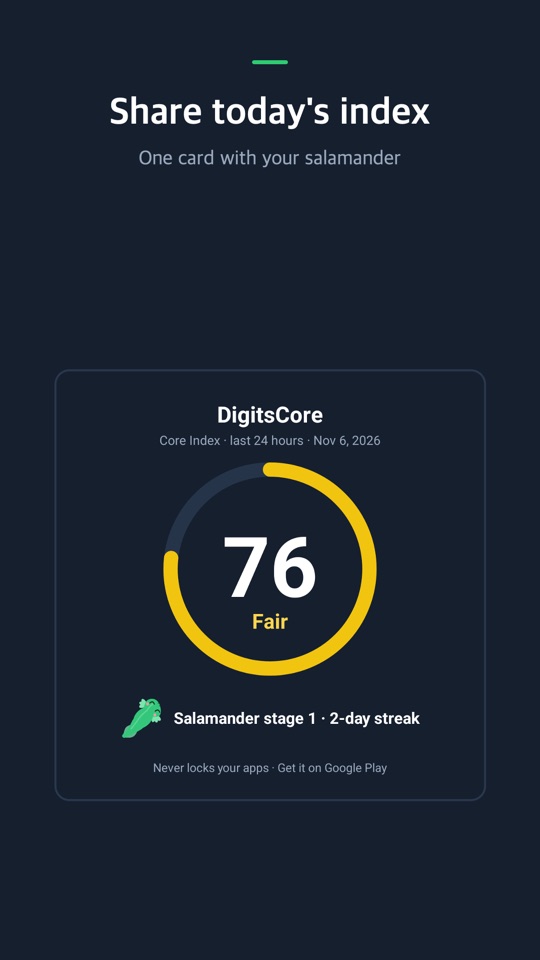 Share today's index
One card with your salamander
DigitsCore
Core Index · last 24 hours · Nov 6, 2026
76
Fair
Salamander stage 1 · 2-day streak
Never locks your apps · Get it on Google Play